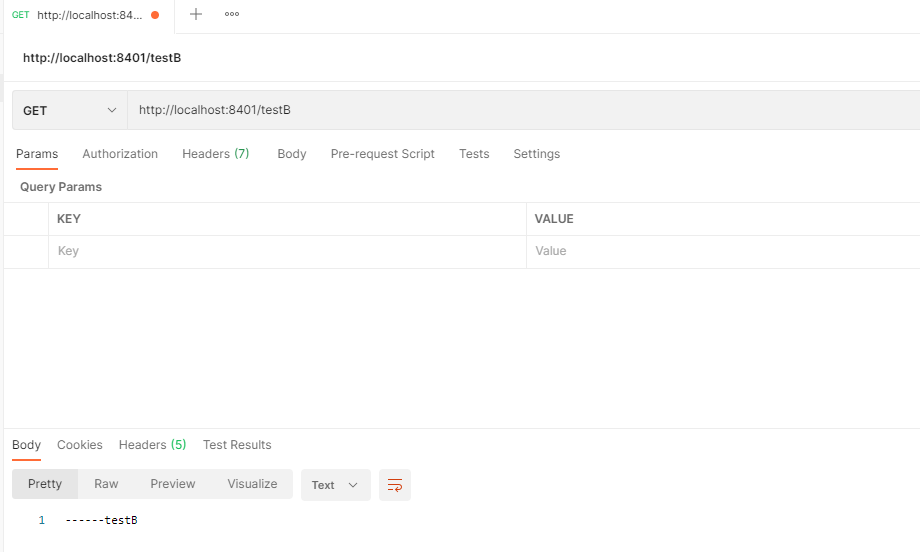 GET http://localhost:84...
http://localhost:8401/testB
GET http://localhost:8401/testB
Params Authorization Headers (7) Body Pre-request Script Tests Settings
Query Params
KEY VALUE
Key Value
Body Cookies Headers (5) Test Results
Pretty Raw Preview Visualize Text
1 ------testB